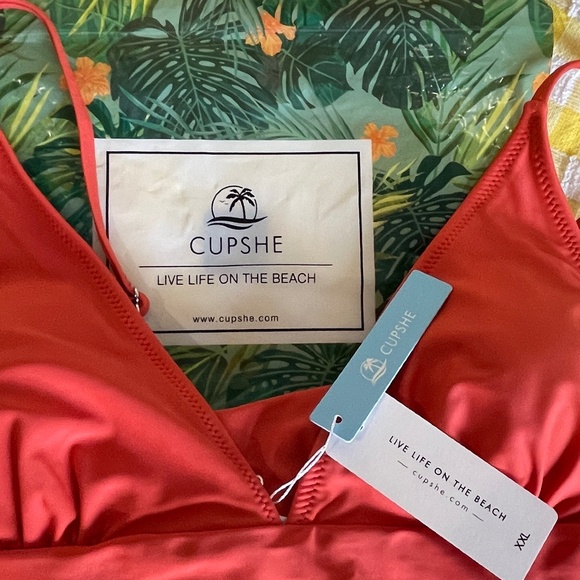 CUPSHE
LIVE LIFE ON THE BEACH
www.cupshe.com
CUPSHE
LIVE LIFE ON THE BEACH
cupshe.com
XXL